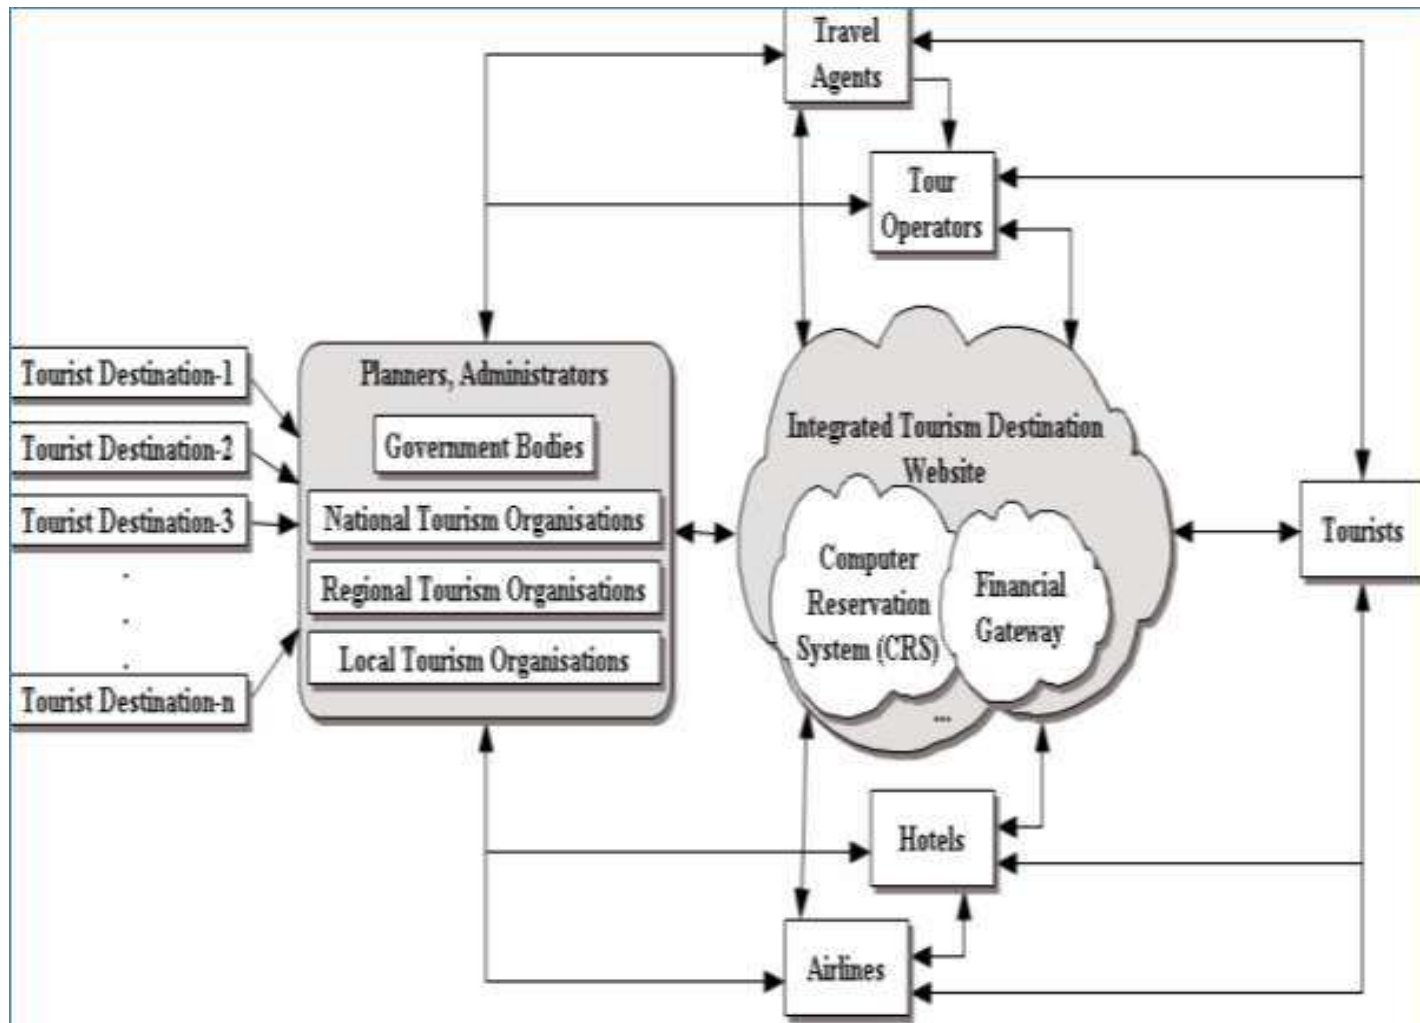 Travel
Agents
Tour
Operators
Tourist Destination-1
Tourist Destination-2
Tourist Destination-3
.
.
.
Tourist Destination-n
Planners, Administrators
Government Bodies
National Tourism Organisations
Regional Tourism Organisations
Local Tourism Organisations
Integrated Tourism Destination
Website
Computer
Reservation
System (CRS)
Financial
Gateway
...
Tourists
Hotels
Airlines